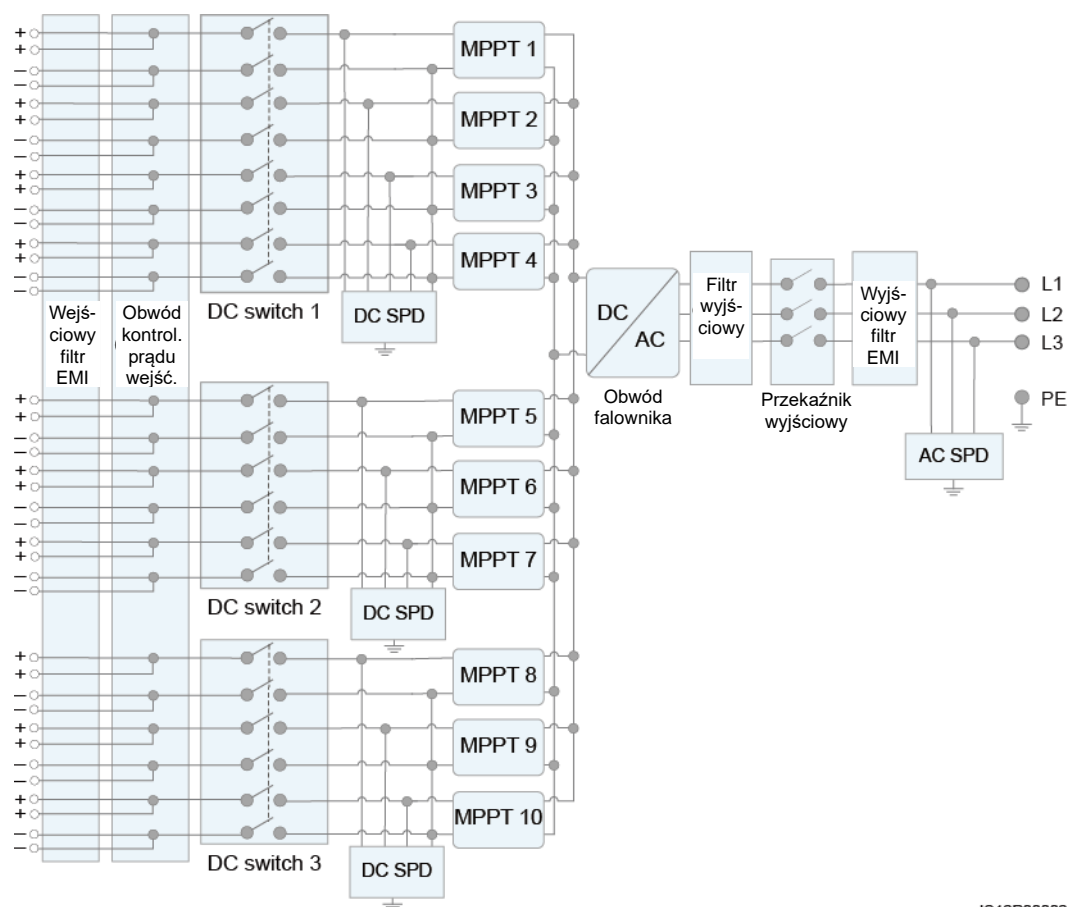 +
+
−
−
+
+
−
−
+
+
−
−
+
+
−
−
MPPT 1
MPPT 2
MPPT 3
MPPT 4
Wejś-
ciowy
filtr
EMI
Obwód
kontrol.
prądu
wejść.
DC switch 1
DC SPD
DC
AC
Obwód
falownika
Filtr
wyjś-
ciowy
Przekaźnik
wyjściowy
Wyjś-
ciowy
filtr
EMI
L1
L2
L3
PE
AC SPD
+
+
−
−
+
+
−
−
+
+
−
−
MPPT 5
MPPT 6
MPPT 7
DC switch 2
DC SPD
+
+
−
−
+
+
−
−
+
+
−
−
MPPT 8
MPPT 9
MPPT 10
DC switch 3
DC SPD